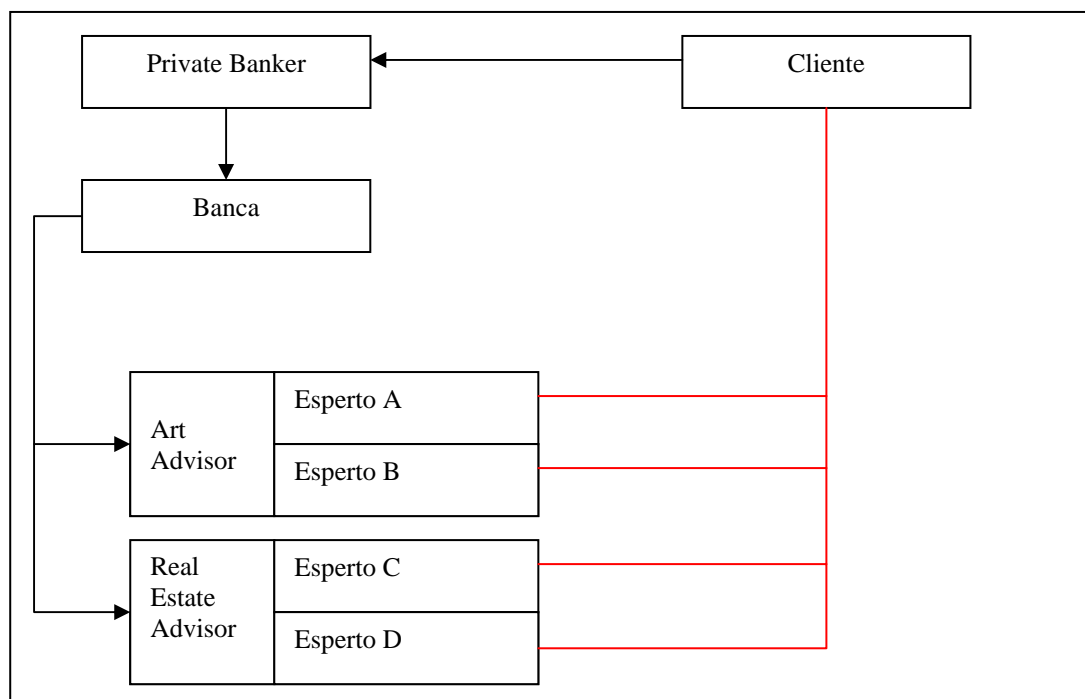 Private Banker
Cliente
Banca
Art
Advisor
Esperto A
Esperto B
Real
Estate
Advisor
Esperto C
Esperto D